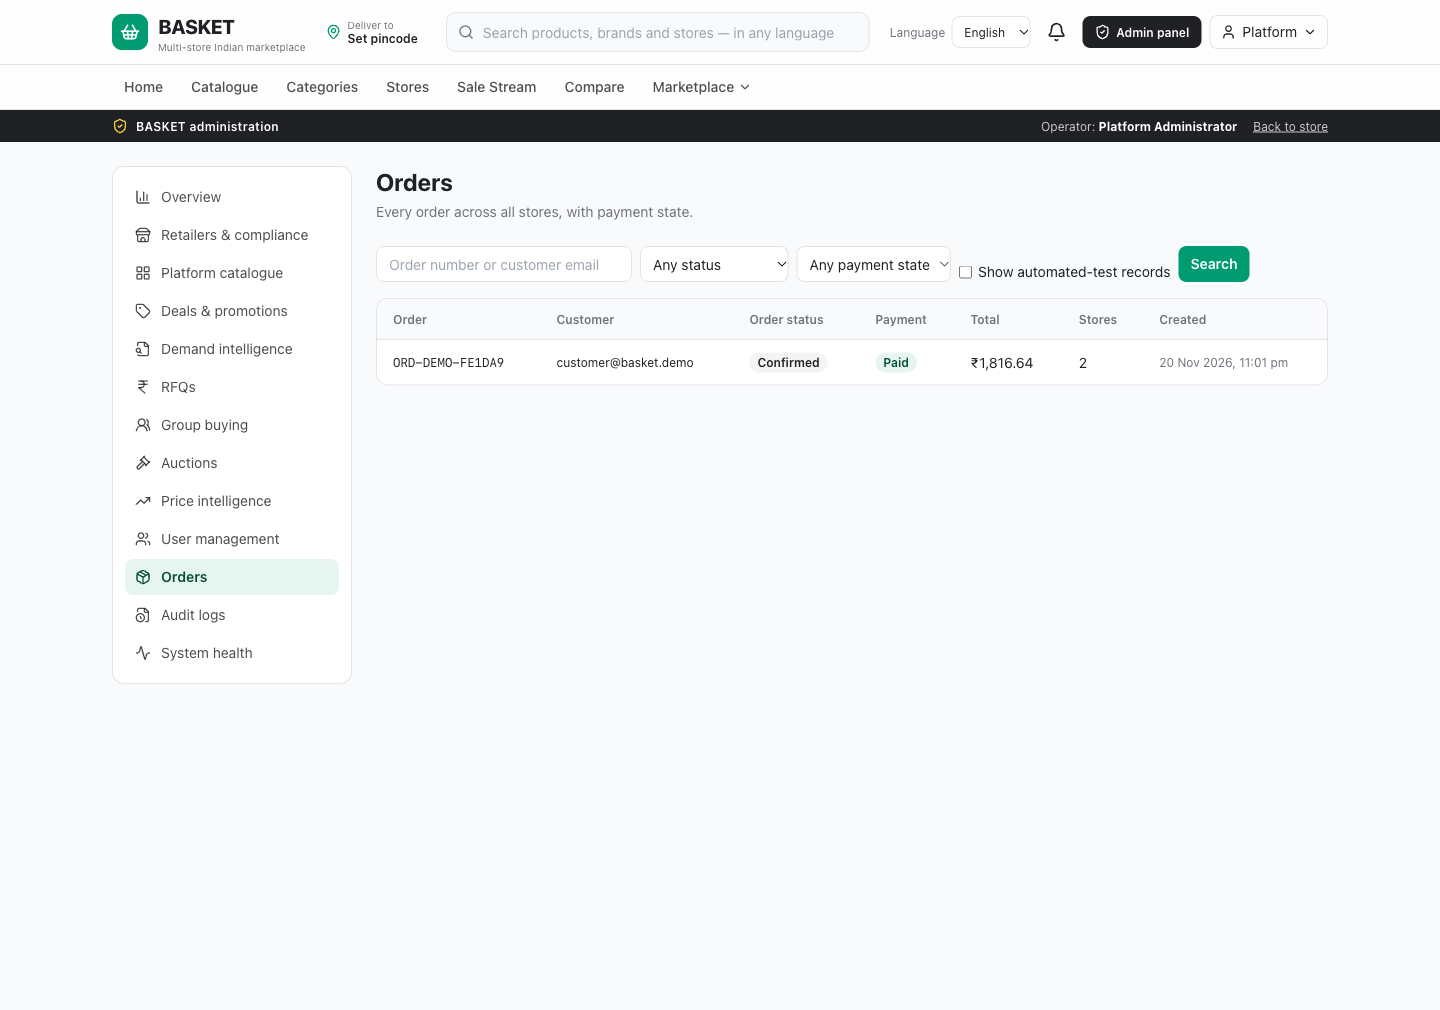 BASKET
Multi-store Indian marketplace
Deliver to
Set pincode
Search products, brands and stores — in any language
Language
English
Admin panel
Platform
Home
Catalogue
Categories
Stores
Sale Stream
Compare
Marketplace
BASKET administration
Operator: Platform Administrator
Back to store
Overview
Retailers & compliance
Platform catalogue
Deals & promotions
Demand intelligence
RFQs
Group buying
Auctions
Price intelligence
User management
Orders
Audit logs
System health
Orders
Every order across all stores, with payment state.
Order number or customer email
Any status
Any payment state
Show automated-test records
Search
Order Customer Order status Payment Total Stores Created
ORD-DEMO-FE1DA9 customer@basket.demo Confirmed Paid ₹1,816.64 2 20 Nov 2026, 11:01 pm